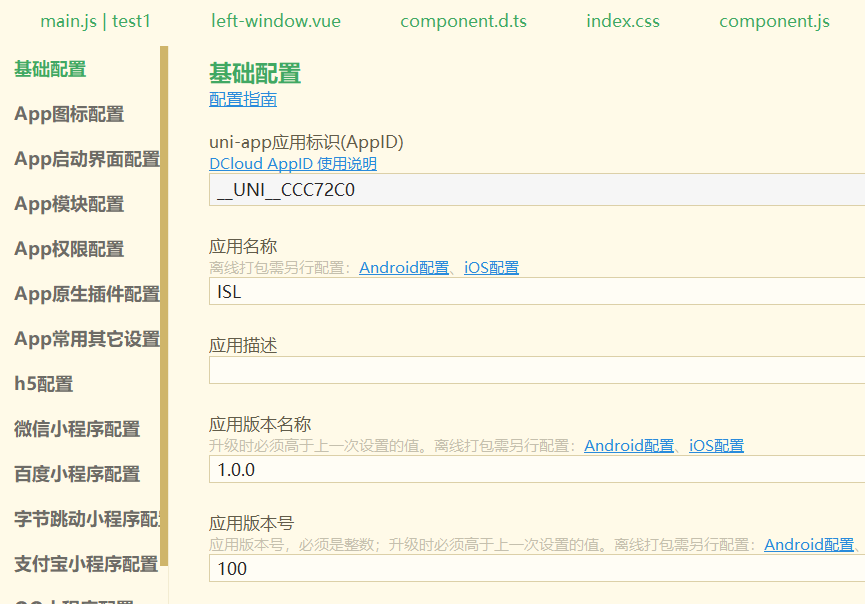 main.js | test1
left-window.vue
component.d.ts
index.css
component.js
基础配置
App图标配置
App启动界面配置
App模块配置
App权限配置
App原生插件配置
App常用其它设置
h5配置
微信小程序配置
百度小程序配置
字节跳动小程序配
支付宝小程序配置
QQ小程序配置
基础配置
配置指南
uni-app应用标识(AppID)
DCloud AppID 使用说明
__UNI__CCC72C0
应用名称
离线打包需另行配置：Android配置、iOS配置
ISL
应用描述
应用版本名称
升级时必须高于上一次设置的值。离线打包需另行配置：Android配置、iOS配置
1.0.0
应用版本号
应用版本号，必须是整数；升级时必须高于上一次设置的值。离线打包需另行配置：Android配置、
100